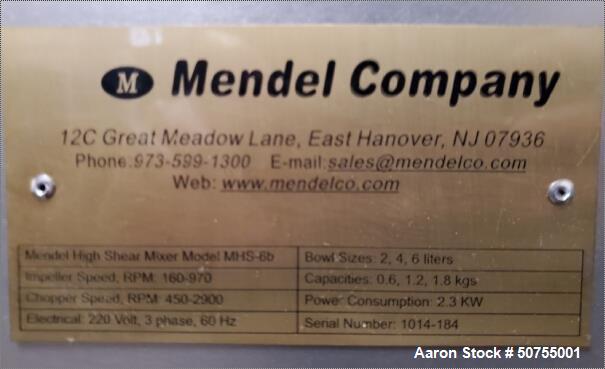 M Mendel Company
12C Great Meadow Lane, East Hanover, NJ 07936
Phone:973-599-1300 E-mail:sales@mendelco.com
Web: www.mendelco.com
Mendel High Shear Mixer Model MHS-6b Bowl Sizes: 2, 4, 6 liters
Impeller Speed, RPM: 160-970 Capacities: 0.6, 1.2, 1.8 kgs
Chopper Speed, RPM: 450-2900 Power Consumption: 2.3 KW
Electrical: 220 Volt, 3 phase, 60 Hz Serial Number: 1014-184
Aaron Stock # 50755001